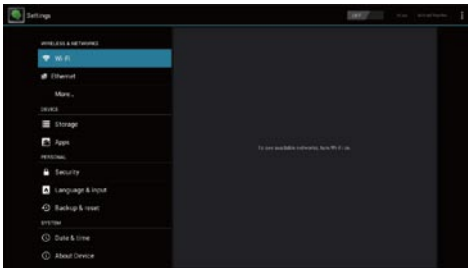 Settings
OFF
WIRELESS & NETWORKS
Wi-Fi
Ethernet
More...
DEVICE
Storage
Apps
PERSONAL
Security
Language & input
Backup & reset
SYSTEM
Date & time
About Device
To see available networks, turn Wi-Fi on.